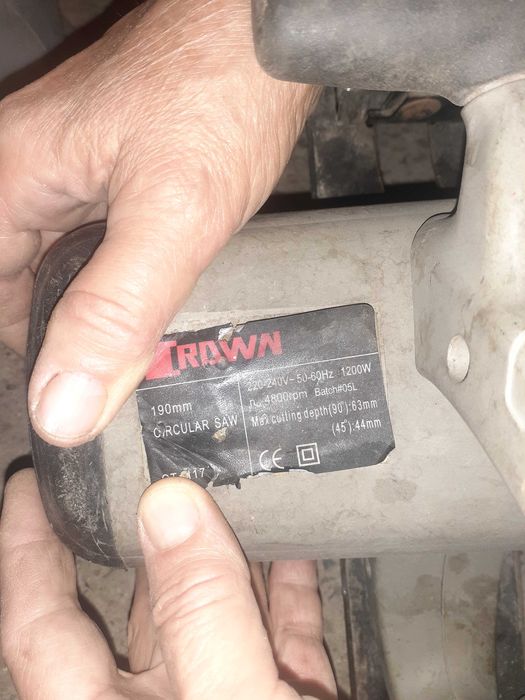 CROWN
190mm
CIRCULAR SAW
220-240V~50-60Hz 1200W
n₀ 4800rpm Batch#05L
Max cutting depth(90°):63mm
(45°):44mm
CE